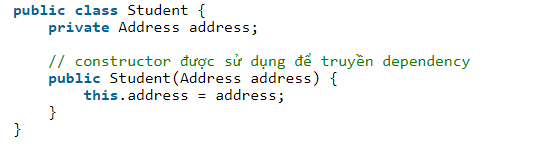 public class Student {
    private Address address;

    // constructor được sử dụng để truyền dependency
    public Student(Address address) {
        this.address = address;
    }
}